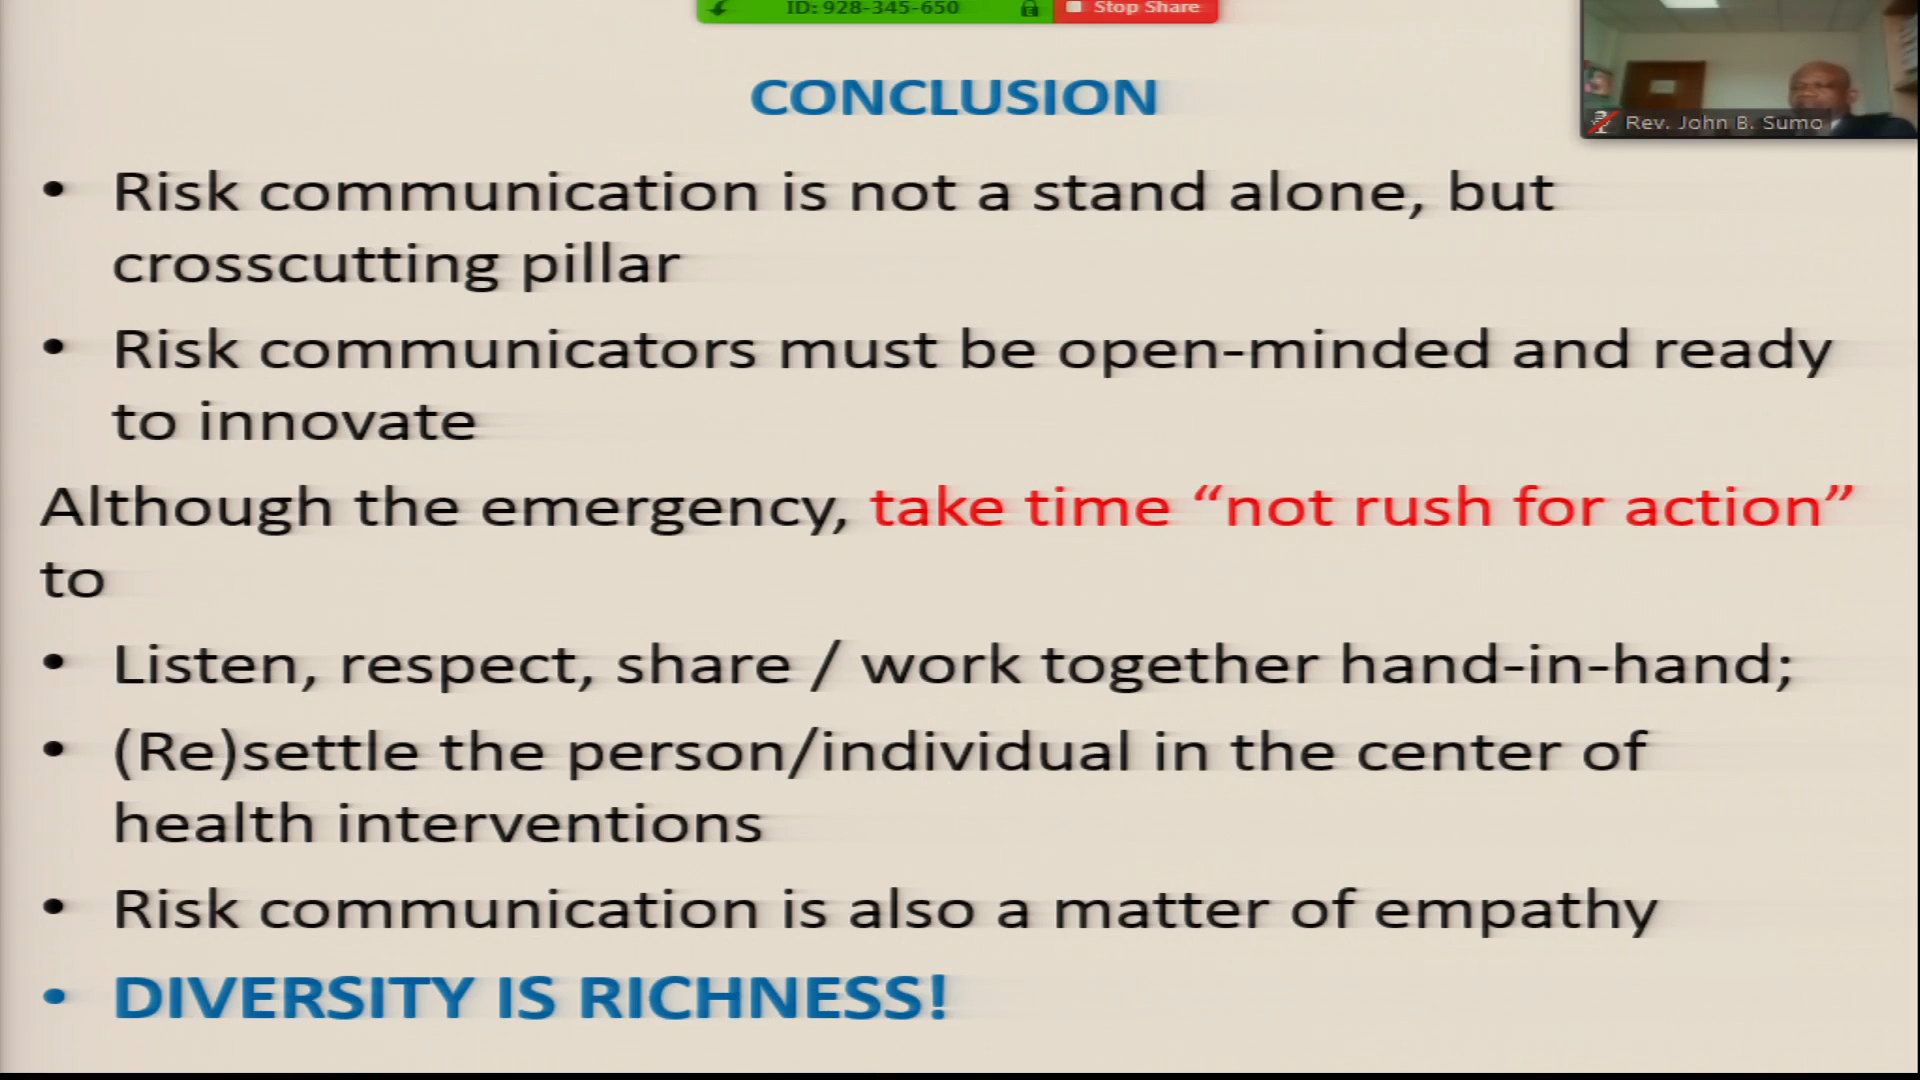 ID: 928-345-650
Stop Share
CONCLUSION
Rev. John B. Sumo
• Risk communication is not a stand alone, but
crosscutting pillar
• Risk communicators must be open-minded and ready
to innovate
Although the emergency, take time “not rush for action”
to
• Listen, respect, share / work together hand-in-hand;
• (Re)settle the person/individual in the center of
health interventions
• Risk communication is also a matter of empathy
• DIVERSITY IS RICHNESS!